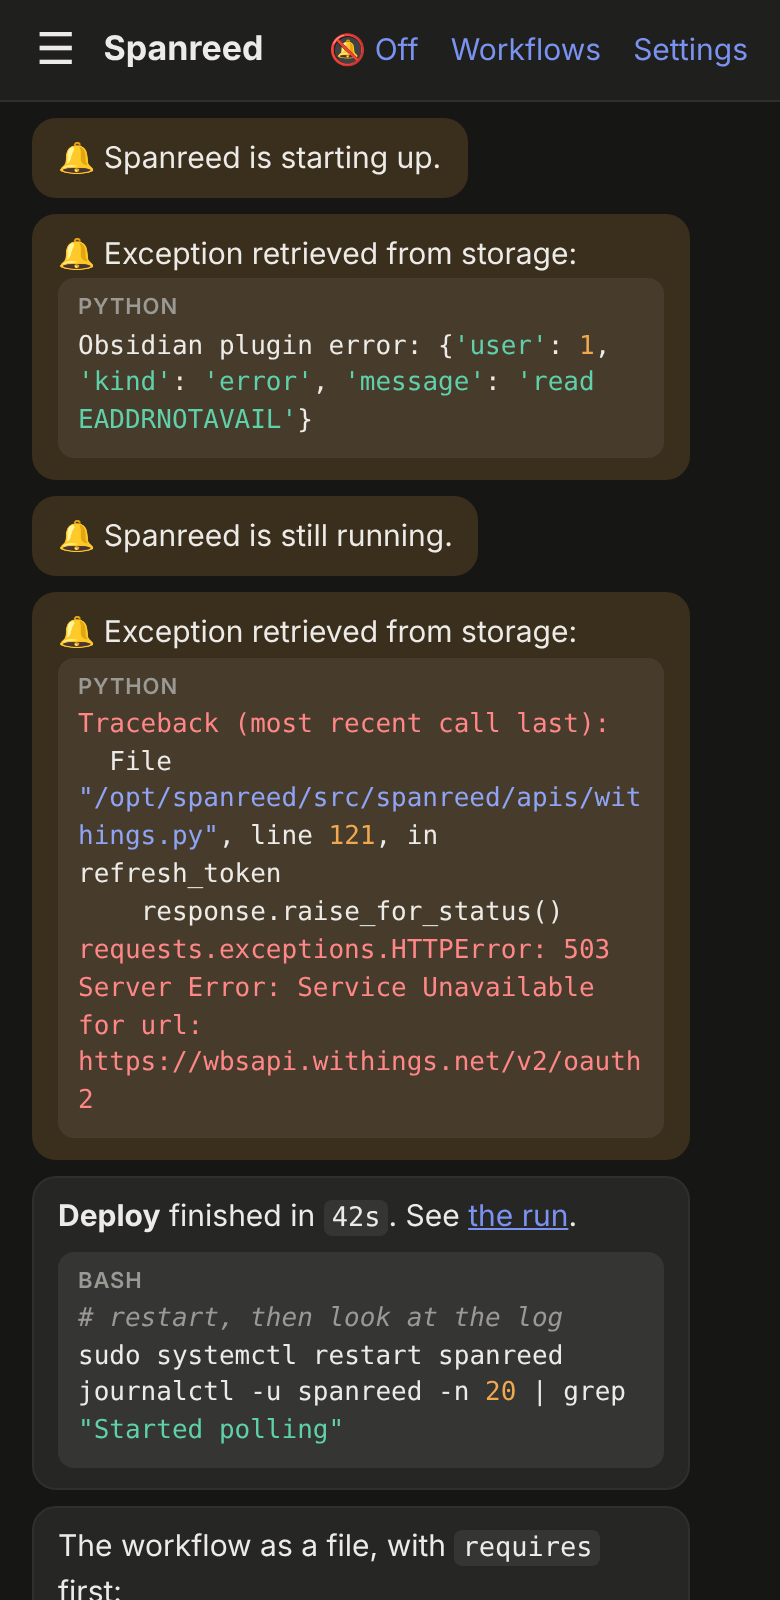 ☰ Spanreed 🔕 Off Workflows Settings
🔔 Spanreed is starting up.
🔔 Exception retrieved from storage:
PYTHON
Obsidian plugin error: {'user': 1,
'kind': 'error', 'message': 'read
EADDRNOTAVAIL'}
🔔 Spanreed is still running.
🔔 Exception retrieved from storage:
PYTHON
Traceback (most recent call last):
  File
"/opt/spanreed/src/spanreed/apis/wit
hings.py", line 121, in
refresh_token
    response.raise_for_status()
requests.exceptions.HTTPError: 503
Server Error: Service Unavailable
for url:
https://wbsapi.withings.net/v2/oauth
2
Deploy finished in 42s. See the run.
BASH
# restart, then look at the log
sudo systemctl restart spanreed
journalctl -u spanreed -n 20 | grep
"Started polling"
The workflow as a file, with requires
first: